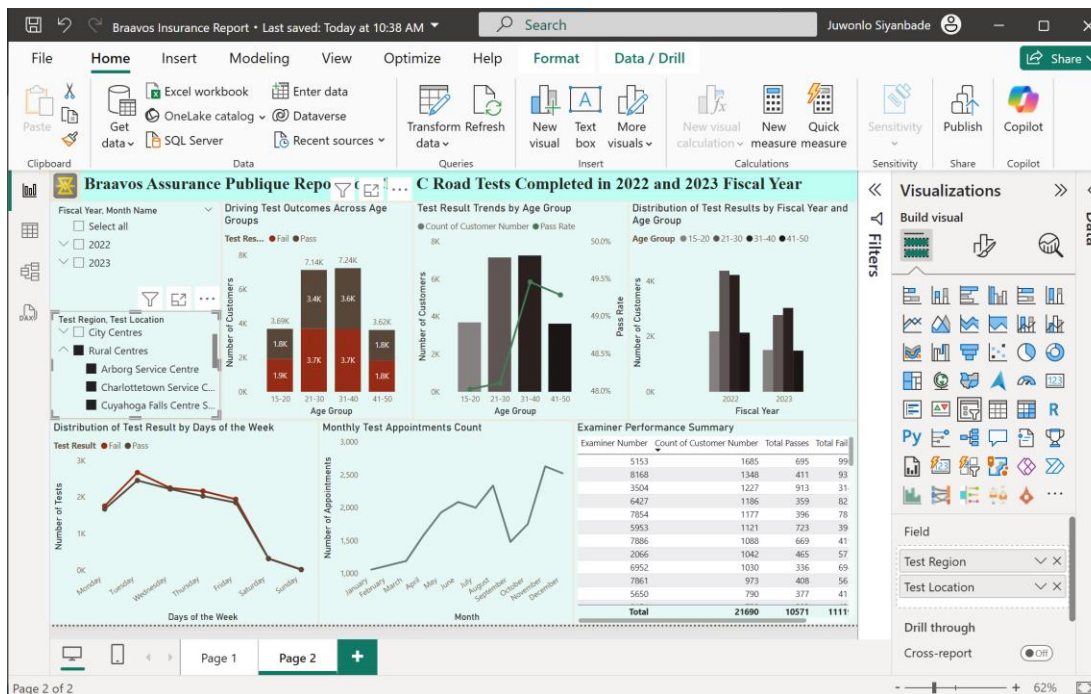 Braavos Insurance Report • Last saved: Today at 10:38 AM
Search
Juwonlo Siyanbade
File Home Insert Modeling View Optimize Help Format Data / Drill
Share
Paste
Get data
Excel workbook
OneLake catalog
SQL Server
Enter data
Dataverse
Recent sources
Transform data
Refresh
New visual
Text box
More visuals
New visual calculation
New measure
Quick measure
Sensitivity
Publish
Copilot
Clipboard Data Queries Insert Calculations Sensitivity Share Copilot
Braavos Assurance Publique Repo C Road Tests Completed in 2022 and 2023 Fiscal Year
Fiscal Year, Month Name
Select all
2022
2023
Test Region, Test Location
City Centres
Rural Centres
Arborg Service Centre
Charlottetown Service C...
Cuyahoga Falls Centre S...
Driving Test Outcomes Across Age
Groups
Test Res... Fail Pass
Number of Customers
8K
6K
4K
2K
0K
3.69K 7.14K 7.24K 3.62K
1.8K 3.4K 3.6K 1.8K
1.9K 3.7K 3.7K 1.8K
15-20 21-30 31-40 41-50
Age Group
Test Result Trends by Age Group
Count of Customer Number Pass Rate
Number of Customers
8K
6K
4K
2K
0K
50.0%
49.5%
49.0%
48.5%
48.0%
Pass Rate
15-20 21-30 31-40 41-50
Age Group
Distribution of Test Results by Fiscal Year and
Age Group
Age Group 15-20 21-30 31-40 41-50
Number of Customers
4K
2K
0K
2022 2023
Fiscal Year
Distribution of Test Result by Days of the Week
Test Result Fail Pass
Number of Tests
3K
2K
1K
0K
Monday Tuesday Wednesday Thursday Friday Saturday Sunday
Days of the Week
Monthly Test Appointments Count
Number of Appointments
3,000
2,500
2,000
1,500
1,000
January February March April May June July August September October November December
Month
Examiner Performance Summary
Examiner Number Count of Customer Number Total Passes Total Fail
5153 1685 695 99
8168 1348 411 93
3504 1227 913 31
6427 1186 359 82
7854 1177 396 78
5953 1121 723 39
7886 1088 669 41
2066 1042 465 57
6952 1030 336 69
7861 973 408 56
5650 790 377 41
Total 21690 10571 1111
Filters
Visualizations
Build visual
Data
Field
Test Region
Test Location
Drill through
Cross-report
Off
Page 1
Page 2
Page 2 of 2
62%